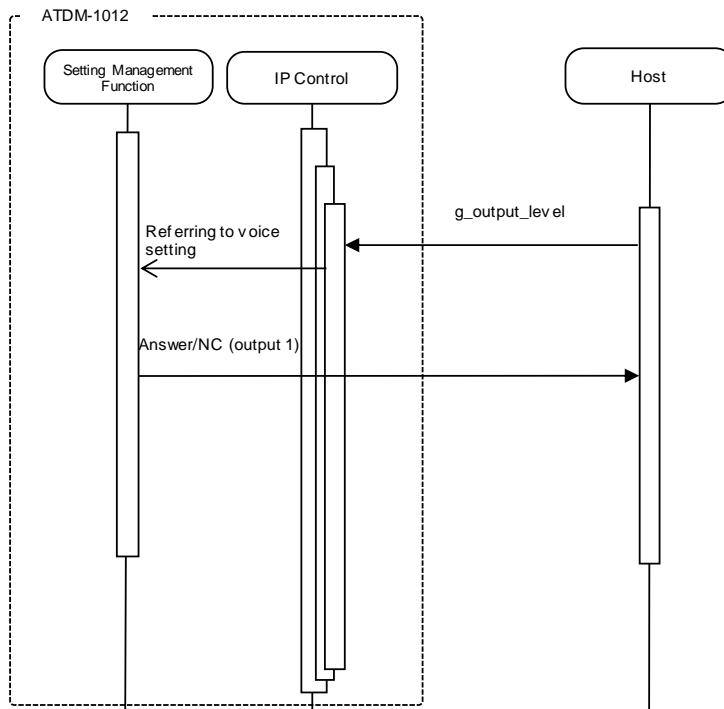 ATDM-1012
Setting Management
Function
IP Control
Host
g_output_level
Referring to voice
setting
Answer/NC (output 1)